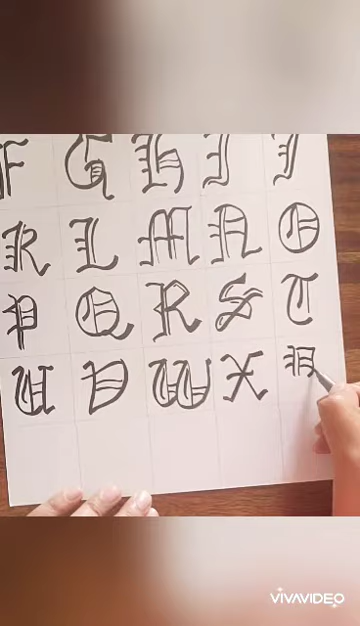 F G H I J
K L M N O
P Q R S T
U V W X Y
VIVAVIDEO